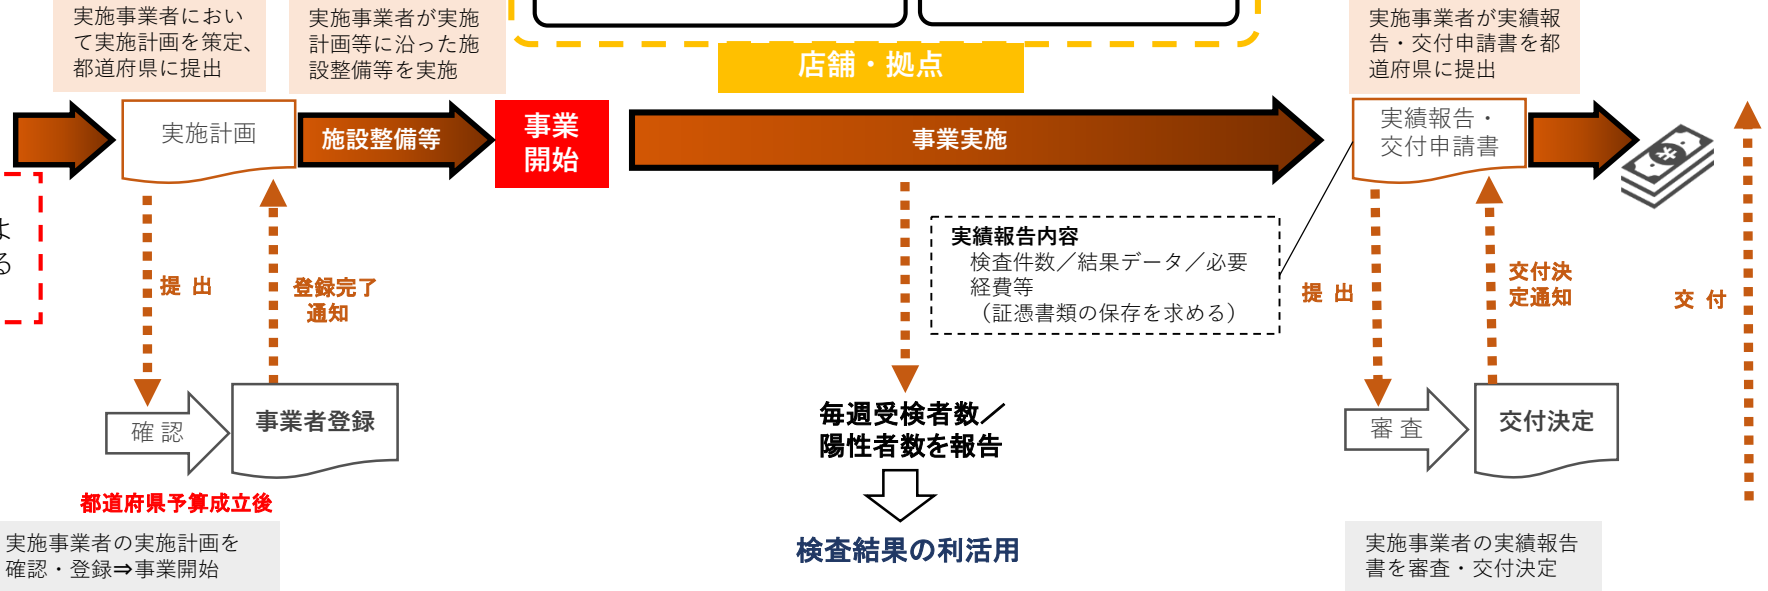 実施事業者におい
て実施計画を策定、
都道府県に提出
実施事業者が実施
計画等に沿った施
設整備等を実施
店舗・拠点
実施事業者が実績報
告・交付申請書を都
道府県に提出
実施計画
施設整備等
事業
開始
事業実施
実績報告・
交付申請書
よ
る
提 出
登録完了
通知
実績報告内容
検査件数／結果データ／必要
経費等
（証憑書類の保存を求める）
提 出
交付決
定通知
交 付
確 認
事業者登録
毎週受検者数／
陽性者数を報告
審 査
交付決定
都道府県予算成立後
実施事業者の実施計画を
確認・登録⇒事業開始
検査結果の利活用
実施事業者の実績報告
書を審査・交付決定